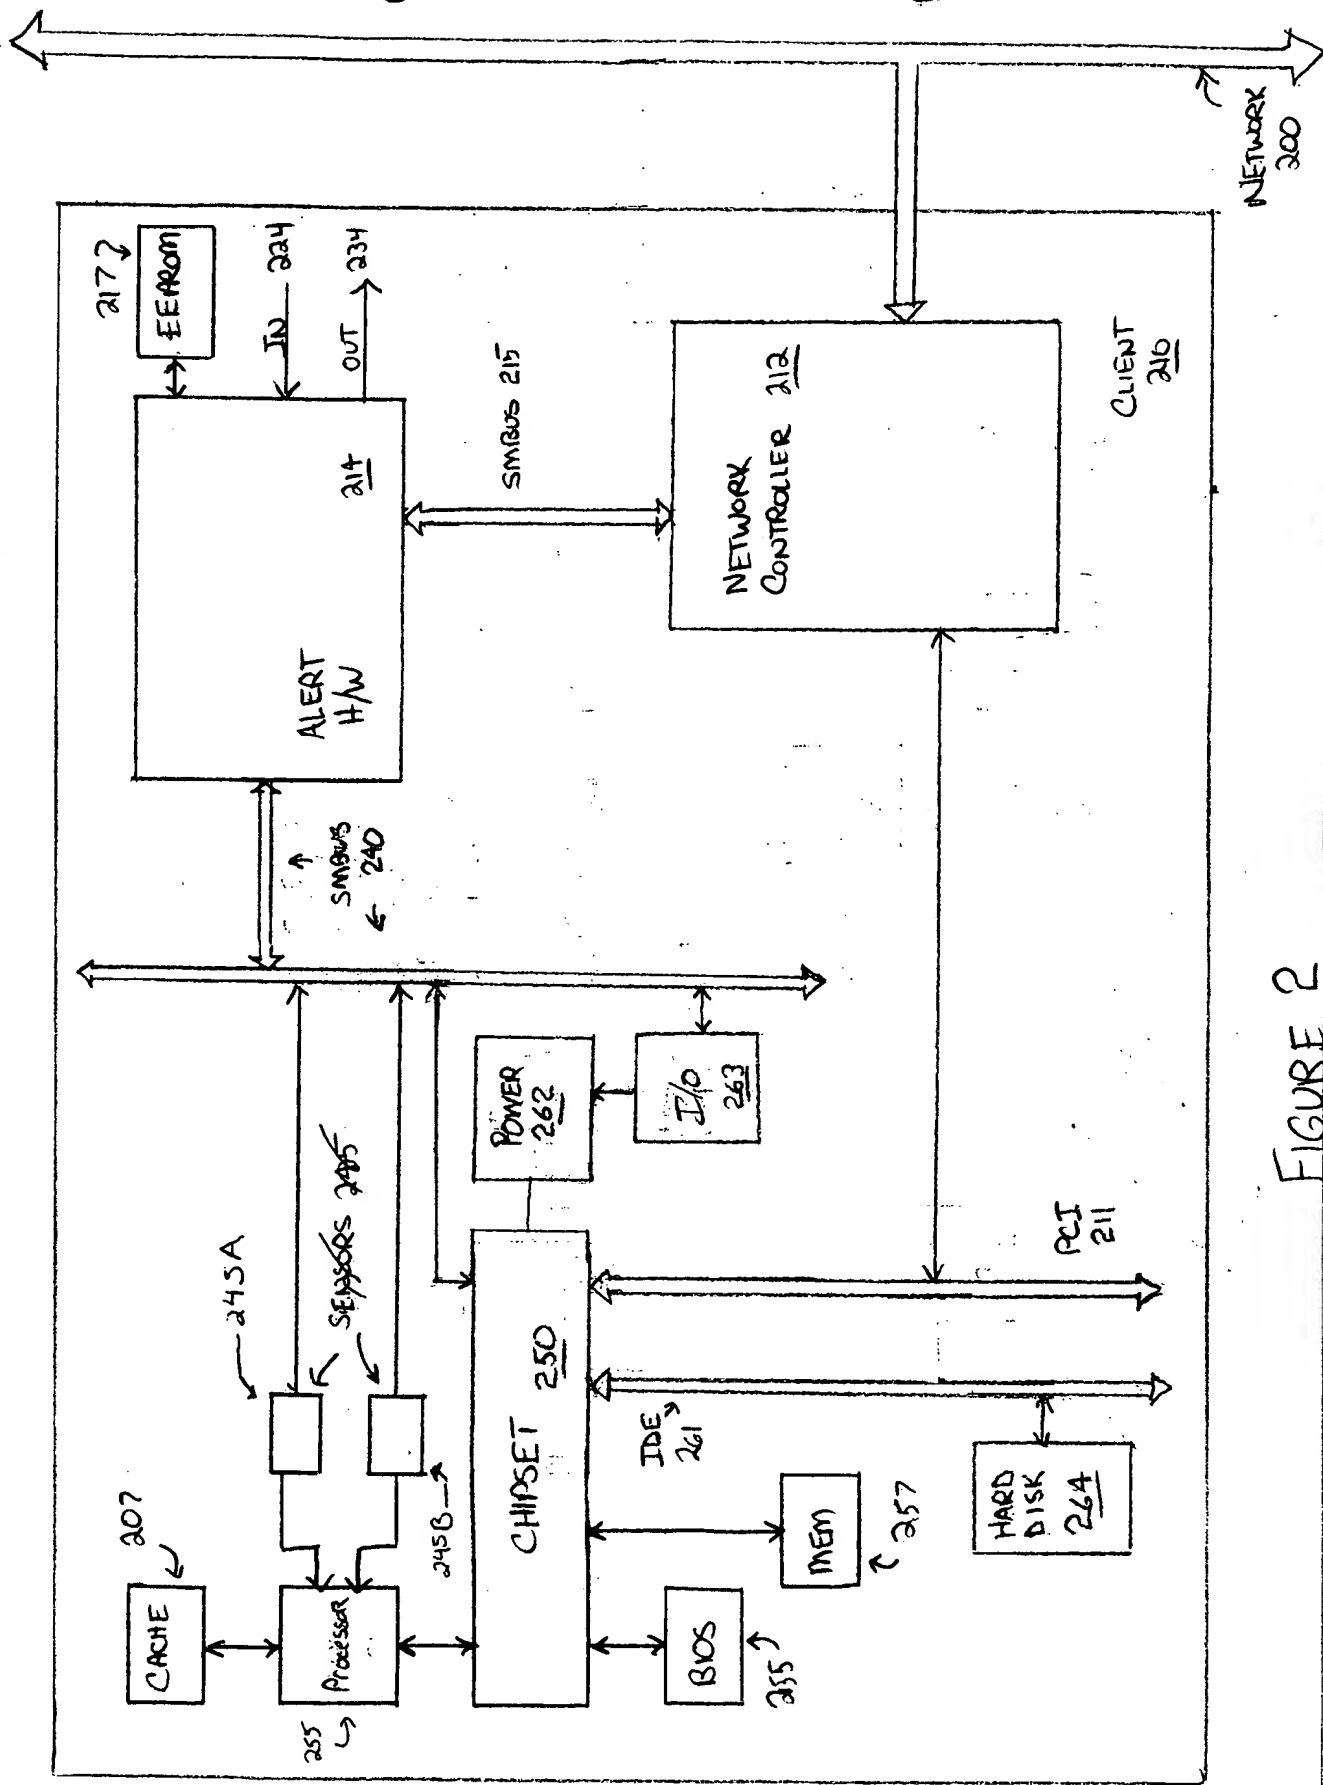 CACHE
207
Processor
255
245A
SENSORS 245
245B
CHIPSET
250
BIOS
255
MEM
257
IDE
261
HARD
DISK
264
PCI
211
POWER
262
I/O
263
SMBUS
240
ALERT
H/W
214
EEAROM
217
IN 224
OUT 234
SMBUS 215
NETWORK
CONTROLLER 212
CLIENT
210
NETWORK
200
FIGURE 2